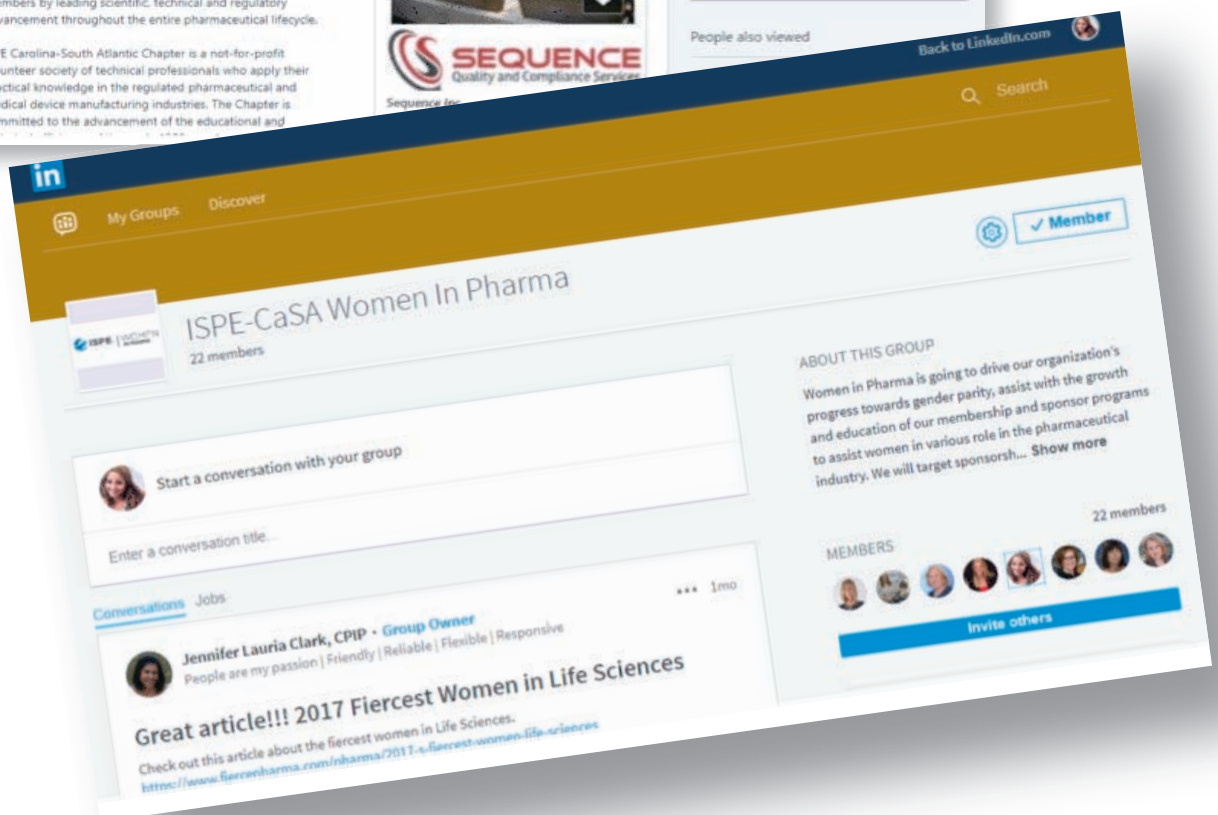 mbers by leading scientific, technical and regulatory
vancement throughout the entire pharmaceutical lifecycle.
E Carolina-South Atlantic Chapter is a not-for-profit
unteer society of technical professionals who apply their
ctical knowledge in the regulated pharmaceutical and
dical device manufacturing industries. The Chapter is
mmitted to the advancement of the educational and
SEQUENCE
Quality and Compliance Services
Sequence Inc
People also viewed
Back to LinkedIn.com
in
My Groups
Discover
Search
✓ Member
ISPE WOMEN
ISPE-CaSA Women In Pharma
22 members
Start a conversation with your group
Enter a conversation title...
Conversations
Jobs
Jennifer Lauria Clark, CPIP · Group Owner
People are my passion | Friendly | Reliable | Flexible | Responsive
••• 1mo
Great article!!! 2017 Fiercest Women in Life Sciences
Check out this article about the fiercest women in Life Sciences.
https://www.fiercepharma.com/pharma/2017-s-fiercest-women-life-sciences
ABOUT THIS GROUP
Women in Pharma is going to drive our organization's
progress towards gender parity, assist with the growth
and education of our membership and sponsor programs
to assist women in various role in the pharmaceutical
industry. We will target sponsorsh... Show more
MEMBERS
22 members
Invite others